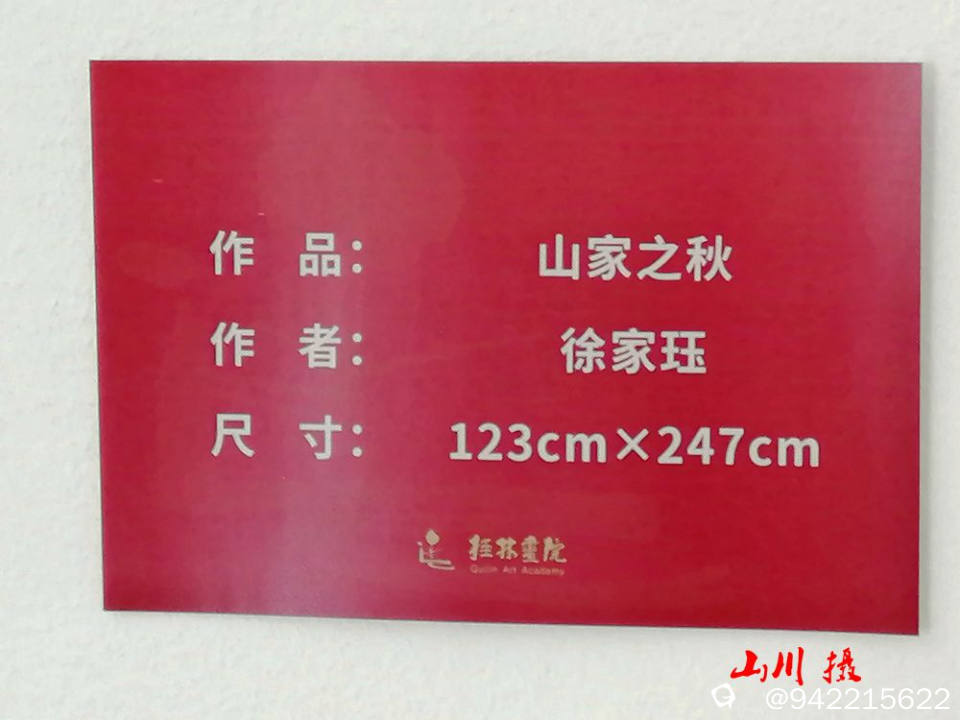 作 品： 山家之秋
作 者： 徐家珏
尺 寸： 123cm×247cm
桂林画院
Guilin Art Academy
山川 摄
@942215622